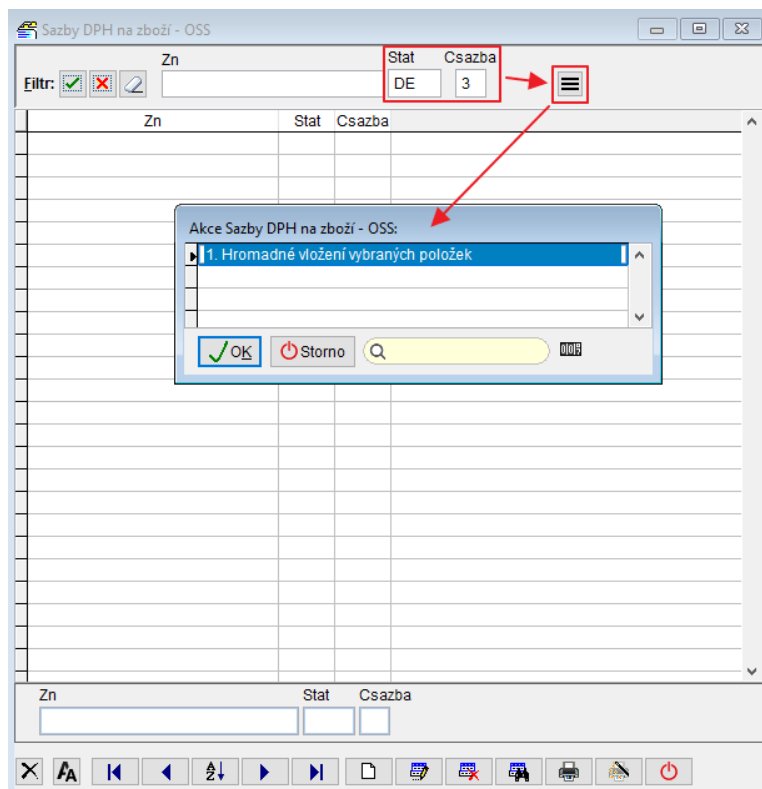 Sazby DPH na zboží - OSS
Zn Stat Csazba
Filtr: DE 3
Zn Stat Csazba
Akce Sazby DPH na zboží - OSS:
1. Hromadné vložení vybraných položek
OK Storno
Zn Stat Csazba